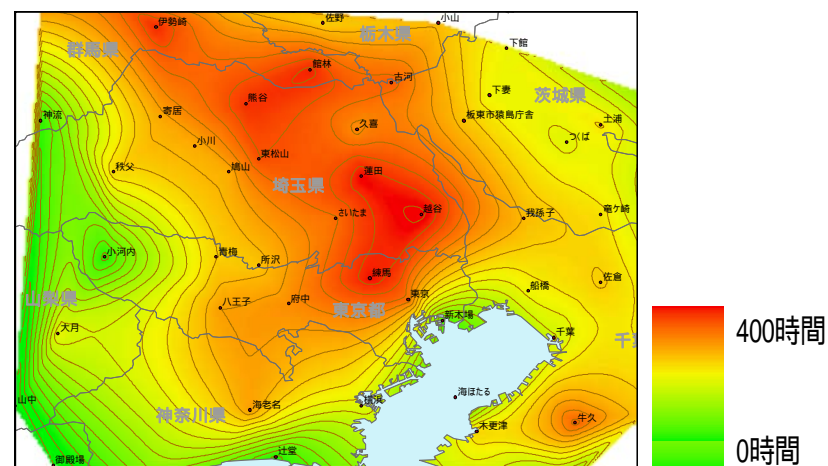 伊勢崎
佐野
小山
栃木県
群馬県
下館
館林
古河
下妻
茨城県
熊谷
神流
寄居
久喜
板東市猿島庁舎
土浦
つくば
小川
東松山
秩父
鳩山
蓮田
埼玉県
さいたま
越谷
我孫子
竜ケ崎
小河内
青梅
所沢
練馬
佐倉
船橋
山梨県
八王子
府中
東京都
東京
新木場
大月
千葉
千葉
400時間
山中
海老名
横浜
海ほたる
神奈川県
木更津
牛久
辻堂
御殿場
0時間